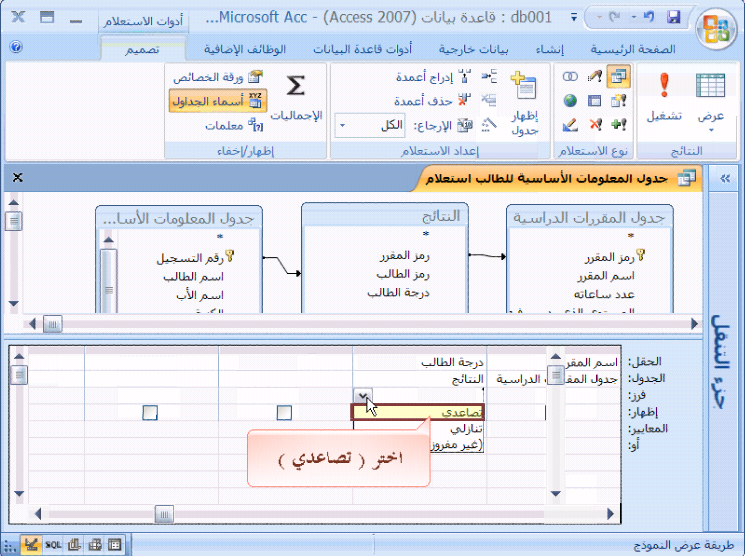 db001 : قاعدة بيانات (Access 2007) - Microsoft Acc...
أدوات الاستعلام
الصفحة الرئيسية
إنشاء
بيانات خارجية
أدوات قاعدة البيانات
الوظائف الإضافية
تصميم
عرض
تشغيل
النتائج
نوع الاستعلام
إظهار
جدول
إدراج أعمدة
حذف أعمدة
الإرجاع:
الكل
إعداد الاستعلام
الإجماليات
ورقة الخصائص
أسماء الجداول
معلمات
إظهار/إخفاء
جدول المعلومات الأساسية للطالب استعلام
جزء التنقل
جدول المقررات الدراسية
*
رمز المقرر
اسم المقرر
عدد ساعاته
النتائج
*
رمز المقرر
رمز الطالب
درجة الطالب
جدول المعلومات الأسا...
*
رقم التسجيل
اسم الطالب
اسم الأب
الحقل:
الجدول:
فرز:
إظهار:
المعايير:
أو:
اسم المقر
جدول المقررات الدراسية
درجة الطالب
النتائج
تصاعدي
تنازلي
(غير مفروز
اختر ( تصاعدي )
طريقة عرض النموذج
SQL